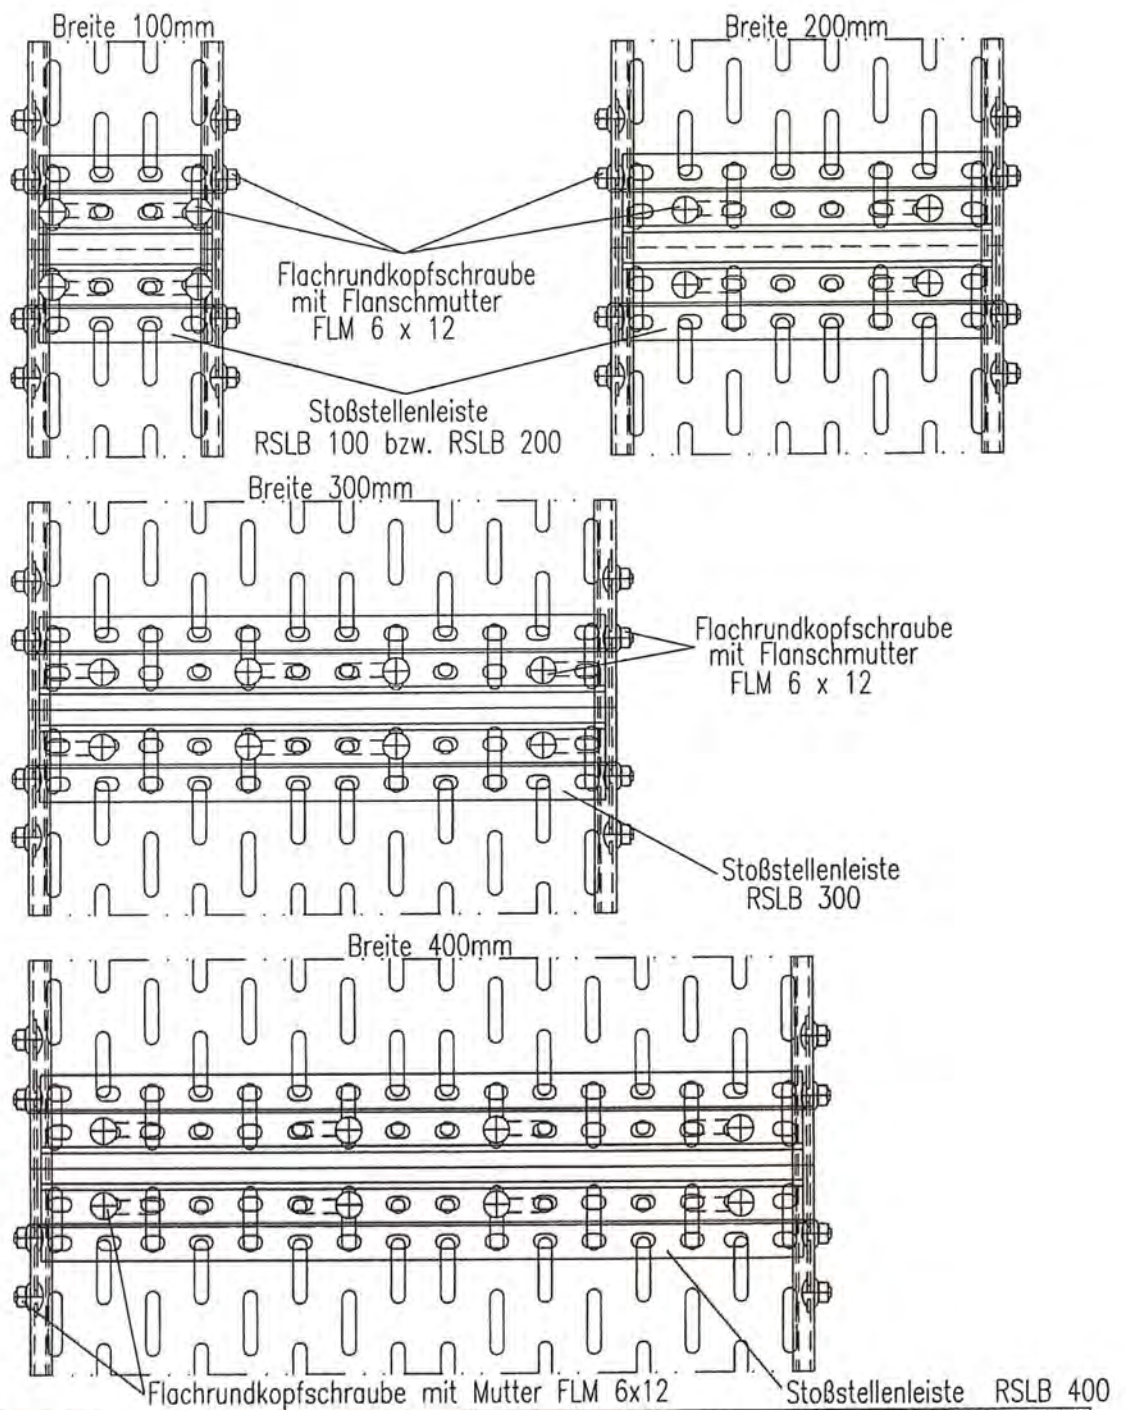 Breite 100mm
Breite 200mm
Flachrundkopfschraube
mit Flanschmutter
FLM 6 x 12
Stoßstellenleiste
RSLB 100 bzw. RSLB 200
Breite 300mm
Flachrundkopfschraube
mit Flanschmutter
FLM 6 x 12
Stoßstellenleiste
RSLB 300
Breite 400mm
Flachrundkopfschraube mit Mutter FLM 6x12
Stoßstellenleiste RSLB 400